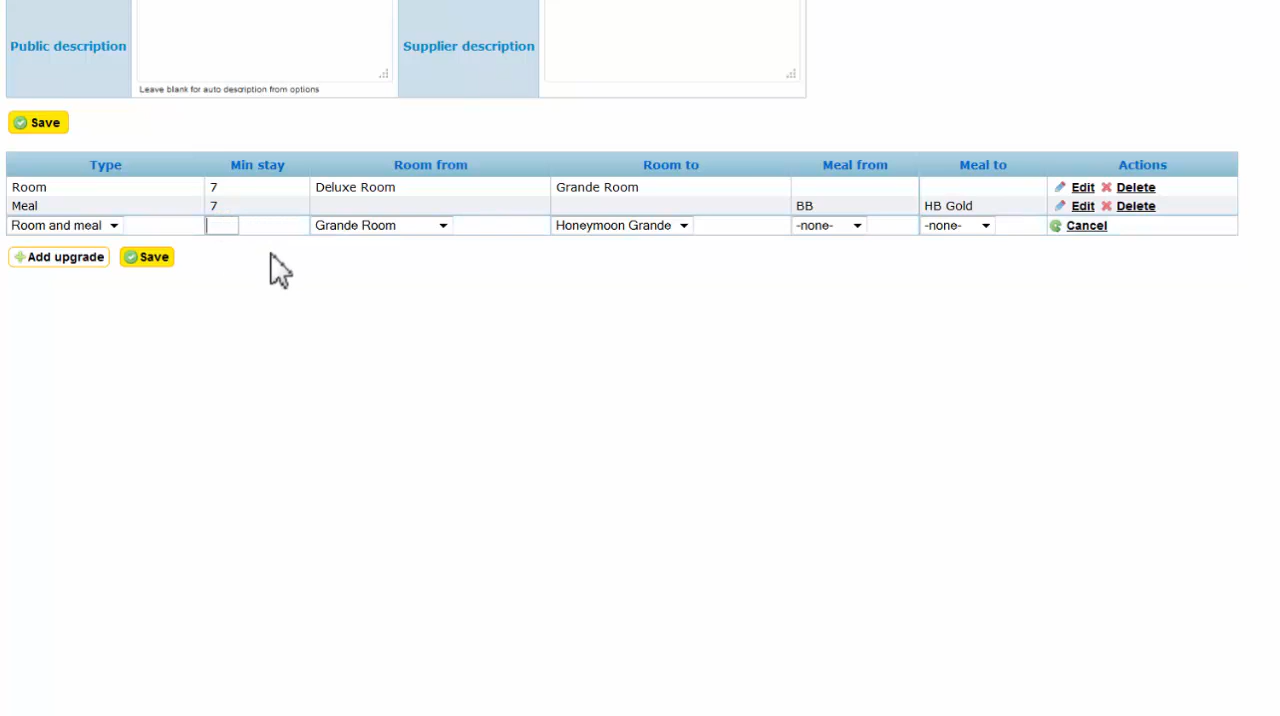 Public description
Supplier description
Leave blank for auto description from options
Save
Type Min stay Room from Room to Meal from Meal to Actions
Room 7 Deluxe Room Grande Room Edit Delete
Meal 7 BB HB Gold Edit Delete
Room and meal Grande Room Honeymoon Grande -none- -none- Cancel
Add upgrade Save